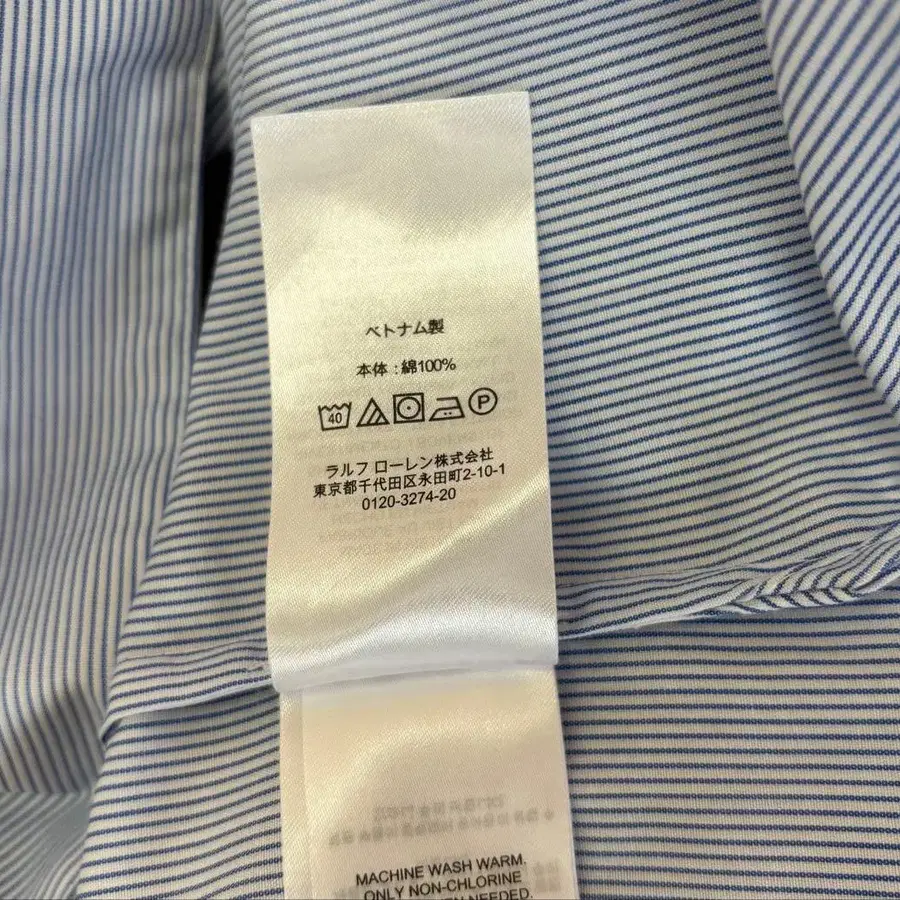 ベトナム製
本体 : 綿100%
40 P
ラルフ ローレン株式会社
東京都千代田区永田町2-10-1
0120-3274-20
MACHINE WASH WARM.
ONLY NON-CHLORINE
NEEDED.